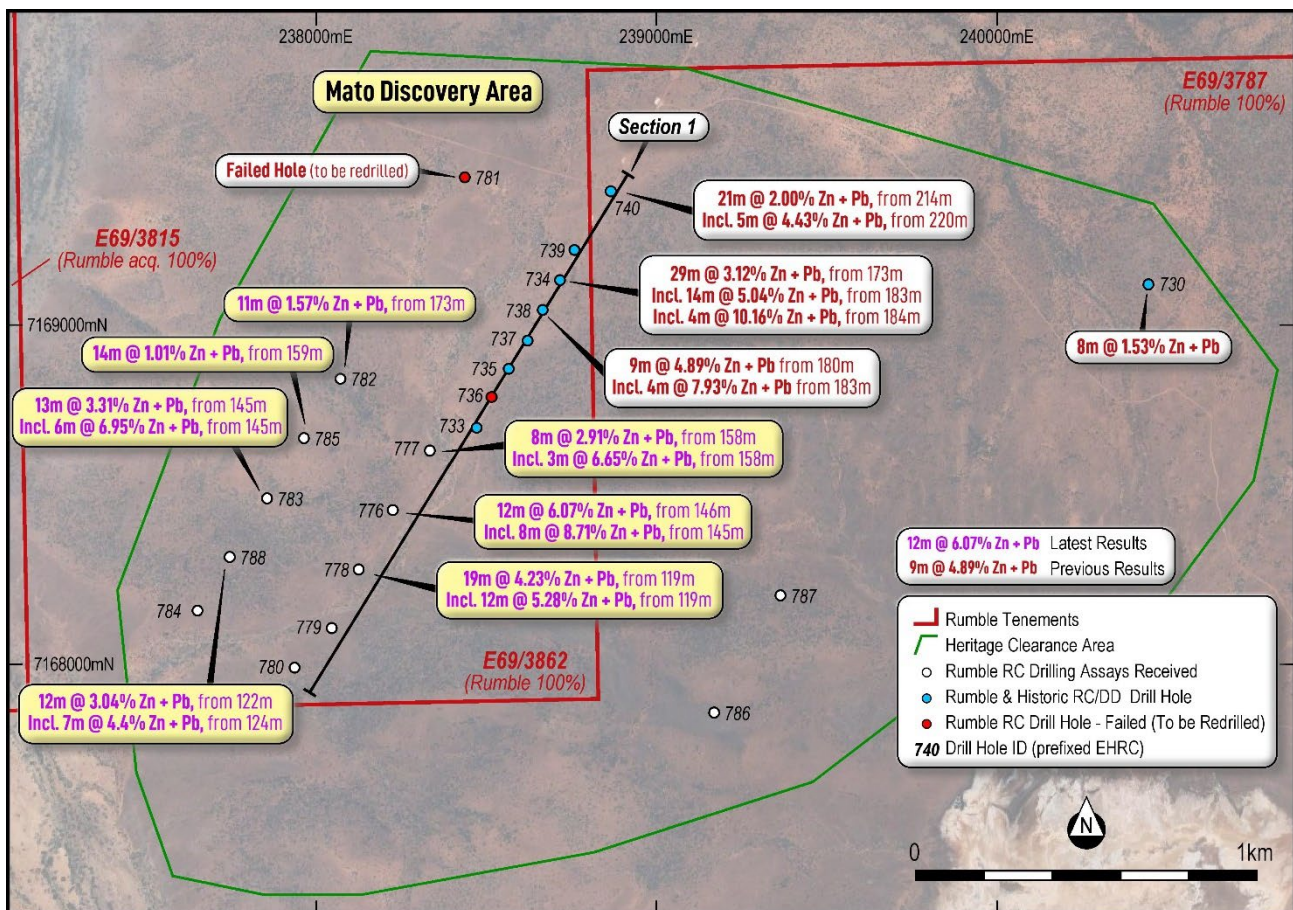 238000mE
239000mE
240000mE
Mato Discovery Area
E69/3787
(Rumble 100%)
Section 1
Failed Hole (to be redrilled)
781
740
21m @ 2.00% Zn + Pb, from 214m
Incl. 5m @ 4.43% Zn + Pb, from 220m
E69/3815
(Rumble acq. 100%)
739
734
29m @ 3.12% Zn + Pb, from 173m
Incl. 14m @ 5.04% Zn + Pb, from 183m
Incl. 4m @ 10.16% Zn + Pb, from 184m
730
11m @ 1.57% Zn + Pb, from 173m
738
7169000mN
737
8m @ 1.53% Zn + Pb
14m @ 1.01% Zn + Pb, from 159m
735
9m @ 4.89% Zn + Pb from 180m
Incl. 4m @ 7.93% Zn + Pb from 183m
782
736
13m @ 3.31% Zn + Pb, from 145m
Incl. 6m @ 6.95% Zn + Pb, from 145m
733
785
777
8m @ 2.91% Zn + Pb, from 158m
Incl. 3m @ 6.65% Zn + Pb, from 158m
783
776
12m @ 6.07% Zn + Pb, from 146m
Incl. 8m @ 8.71% Zn + Pb, from 145m
788
778
19m @ 4.23% Zn + Pb, from 119m
Incl. 12m @ 5.28% Zn + Pb, from 119m
784
787
779
7168000mN
780
E69/3862
(Rumble 100%)
12m @ 3.04% Zn + Pb, from 122m
Incl. 7m @ 4.4% Zn + Pb, from 124m
786
12m @ 6.07% Zn + Pb Latest Results
9m @ 4.89% Zn + Pb Previous Results
Rumble Tenements
Heritage Clearance Area
Rumble RC Drilling Assays Received
Rumble & Historic RC/DD Drill Hole
Rumble RC Drill Hole - Failed (To be Redrilled)
740 Drill Hole ID (prefixed EHRC)
N
0 1km